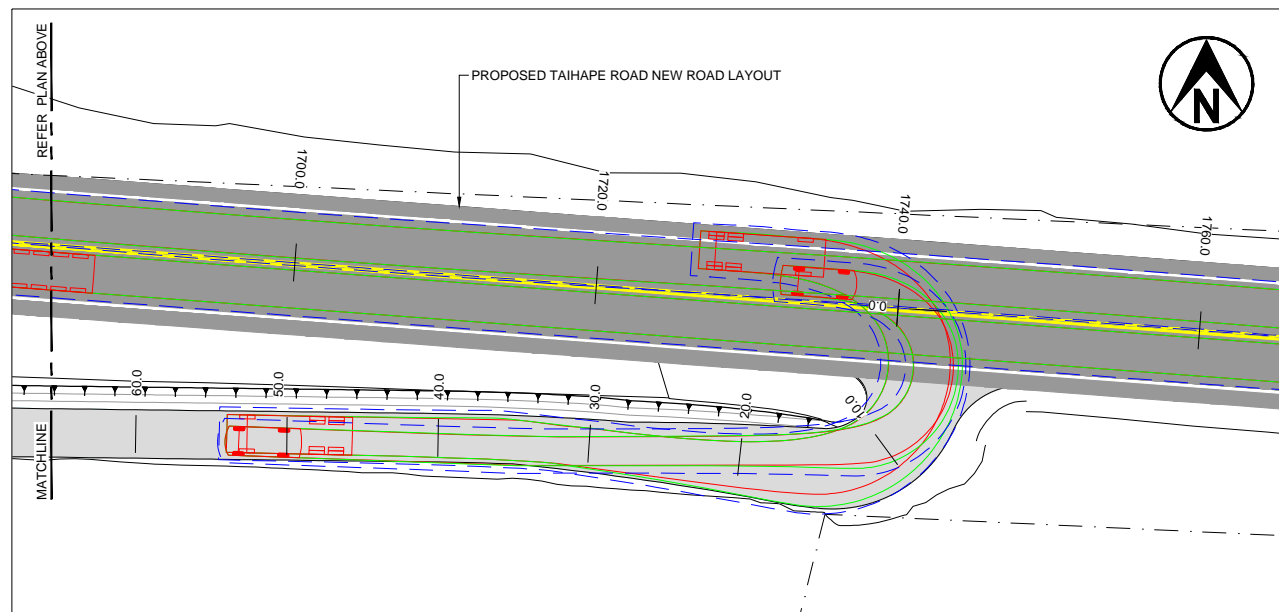 REFER PLAN ABOVE
MATCHLINE
PROPOSED TAIHAPE ROAD NEW ROAD LAYOUT
N
1700.0
1720.0
1740.0
1760.0
0.0
10.0
20.0
30.0
40.0
50.0
60.0